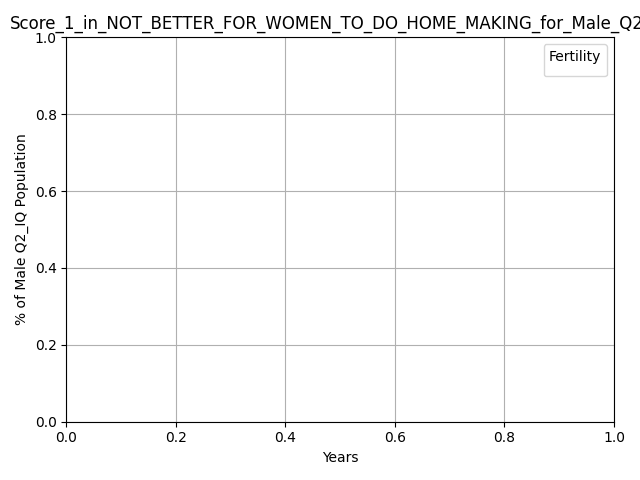 Score_1_in_NOT_BETTER_FOR_WOMEN_TO_DO_HOME_MAKING_for_Male_Q2
Fertility
1.0
0.8
0.6
0.4
0.2
0.0
% of Male Q2_IQ Population
0.0 0.2 0.4 0.6 0.8 1.0
Years